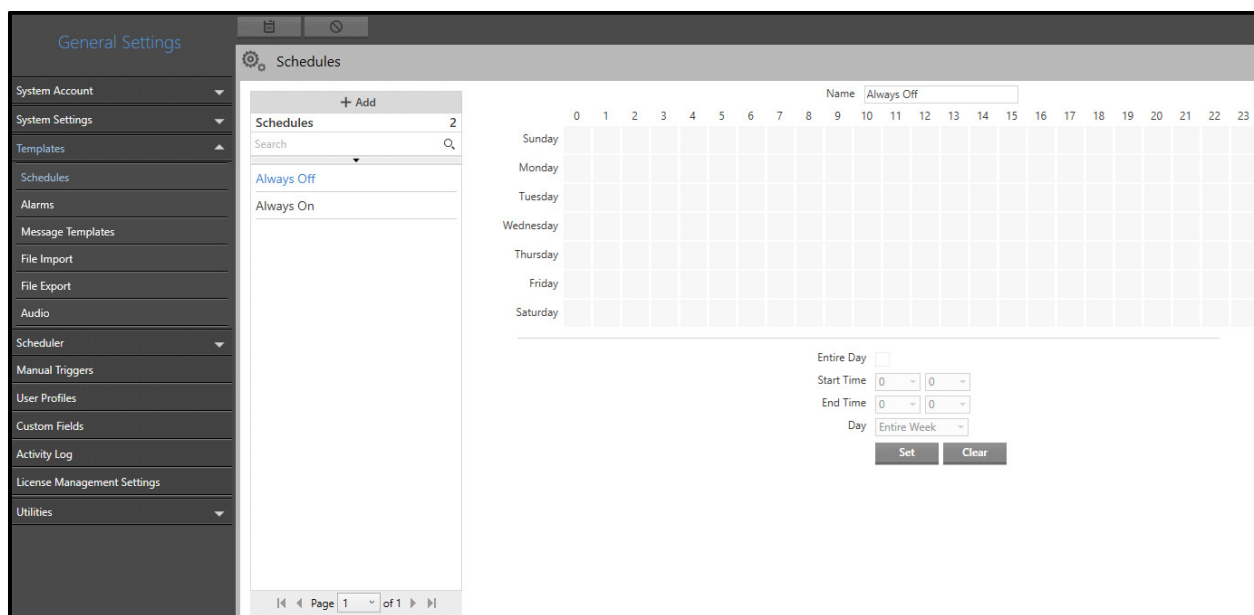 General Settings
System Account
System Settings
Templates
Schedules
Alarms
Message Templates
File Import
File Export
Audio
Scheduler
Manual Triggers
User Profiles
Custom Fields
Activity Log
License Management Settings
Utilities
Schedules
+ Add
Schedules 2
Search
Always Off
Always On
Page 1 of 1
Name Always Off
0 1 2 3 4 5 6 7 8 9 10 11 12 13 14 15 16 17 18 19 20 21 22 23
Sunday
Monday
Tuesday
Wednesday
Thursday
Friday
Saturday
Entire Day
Start Time 0 0
End Time 0 0
Day Entire Week
Set Clear